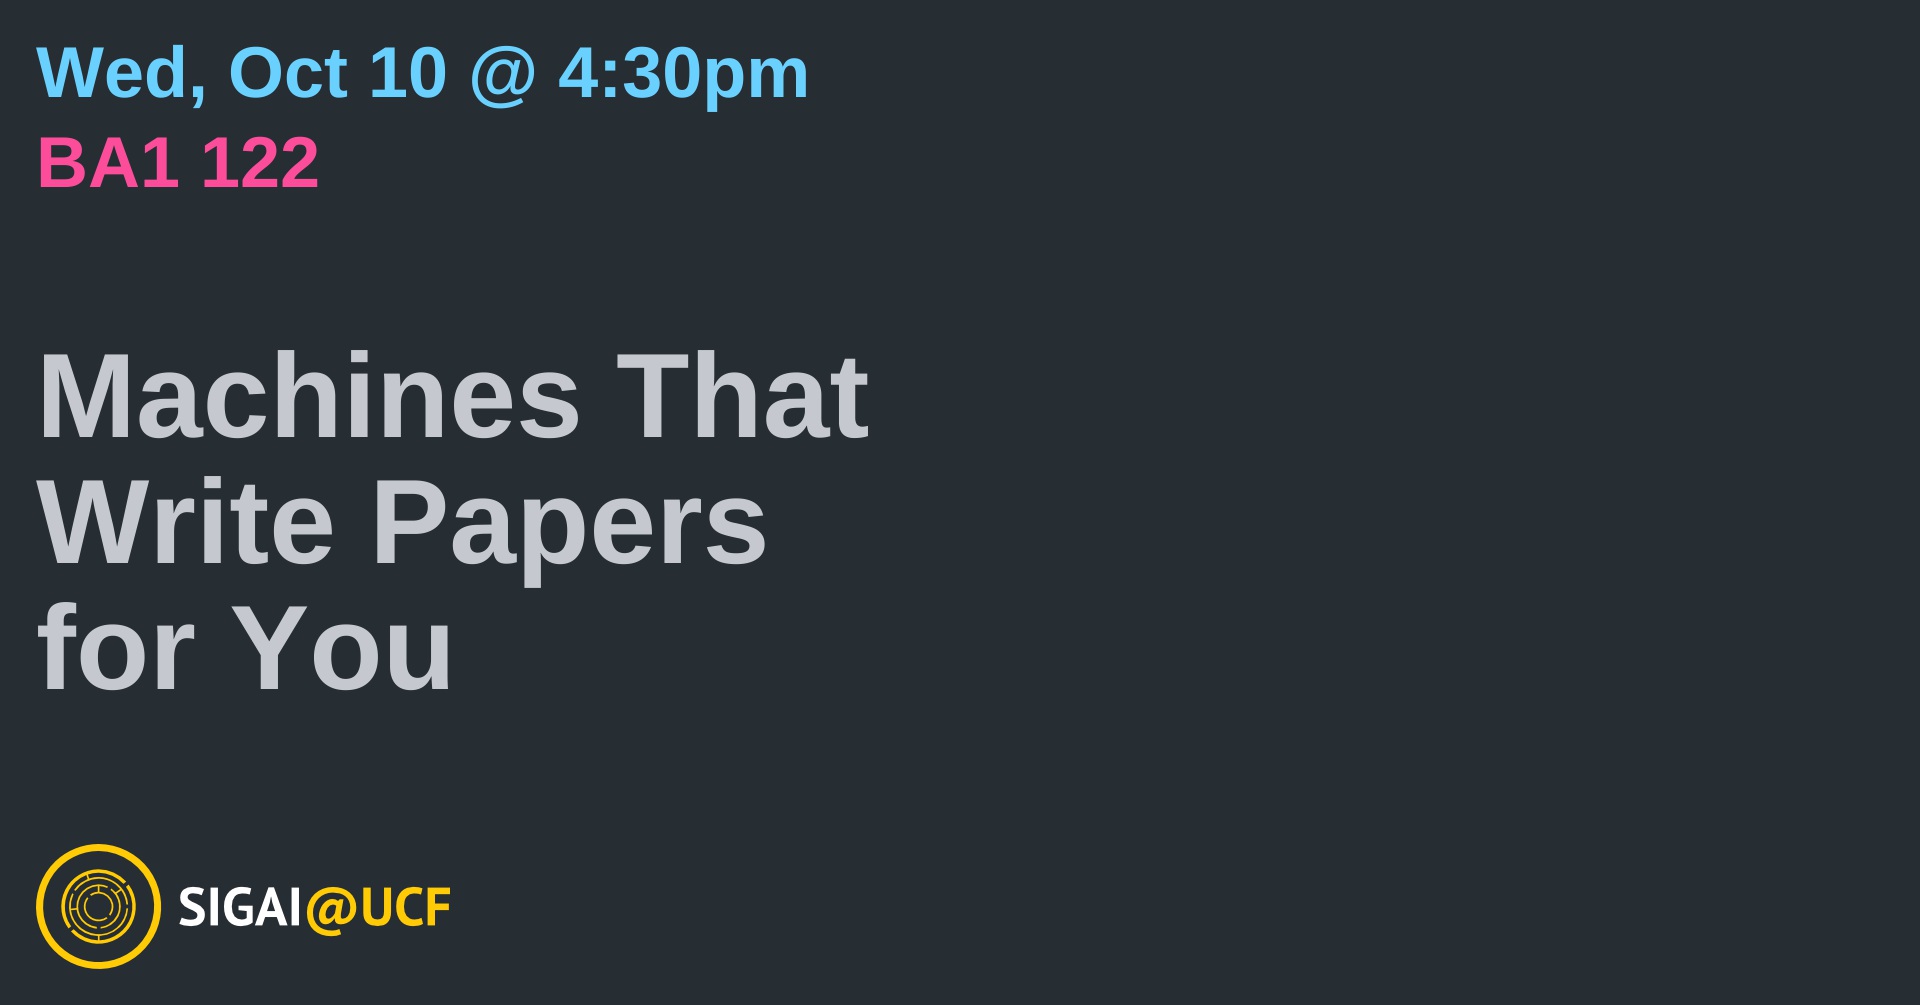 Wed, Oct 10 @ 4:30pm
BA1 122
Machines That
Write Papers
for You
SIGAI@UCF